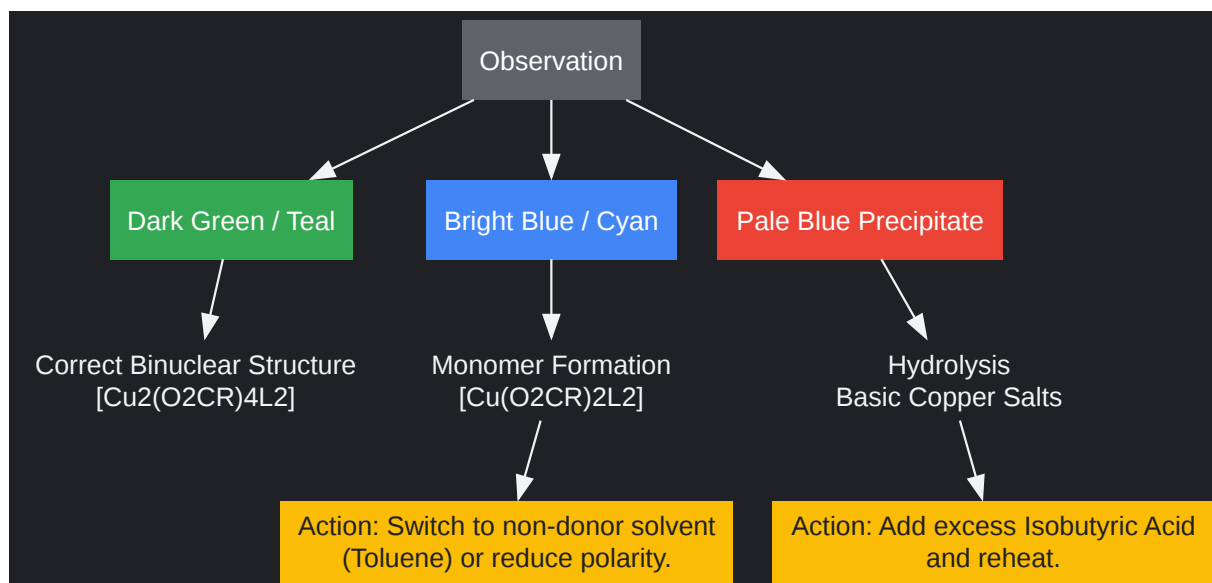 Observation
Dark Green / Teal
Bright Blue / Cyan
Pale Blue Precipitate
Correct Binuclear Structure
[Cu2(O2CR)4L2]
Monomer Formation
[Cu(O2CR)2L2]
Hydrolysis
Basic Copper Salts
Action: Switch to non-donor solvent
(Toluene) or reduce polarity.
Action: Add excess Isobutyric Acid
and reheat.